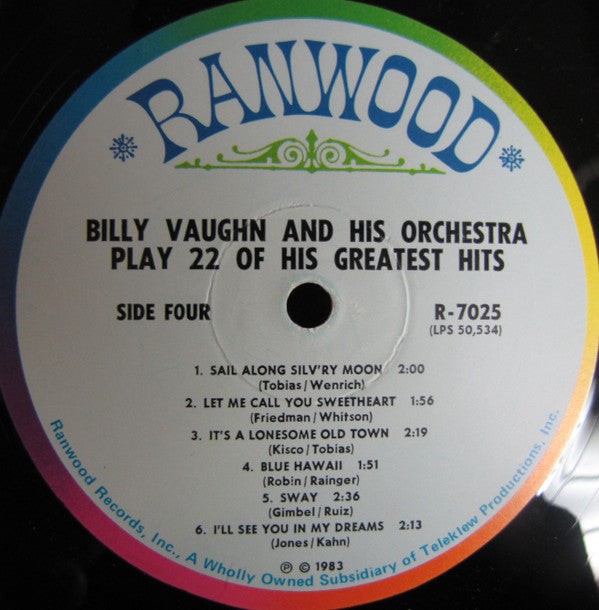 RANWOOD
BILLY VAUGHN AND HIS ORCHESTRA
PLAY 22 OF HIS GREATEST HITS
SIDE FOUR
R-7025
(LPS 50,534)
1. SAIL ALONG SILV'RY MOON 2:00
(Tobias/Wenrich)
2. LET ME CALL YOU SWEETHEART 1:56
(Friedman/Whitson)
3. IT'S A LONESOME OLD TOWN 2:19
(Kisco/Tobias)
4. BLUE HAWAII 1:51
(Robin/Rainger)
5. SWAY 2:36
(Gimbel/Ruiz)
6. I'LL SEE YOU IN MY DREAMS 2:13
(Jones/Kahn)
℗ © 1983
Ranwood Records, Inc., A Wholly Owned Subsidiary of Teleklew Productions, Inc.